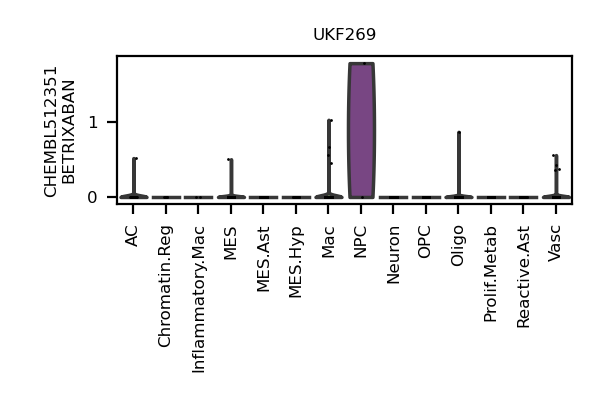 UKF269
CHEMBL512351
BETRIXABAN
1
0
AC
Chromatin.Reg
Inflammatory.Mac
MES
MES.Ast
MES.Hyp
Mac
NPC
Neuron
OPC
Oligo
Prolif.Metab
Reactive.Ast
Vasc